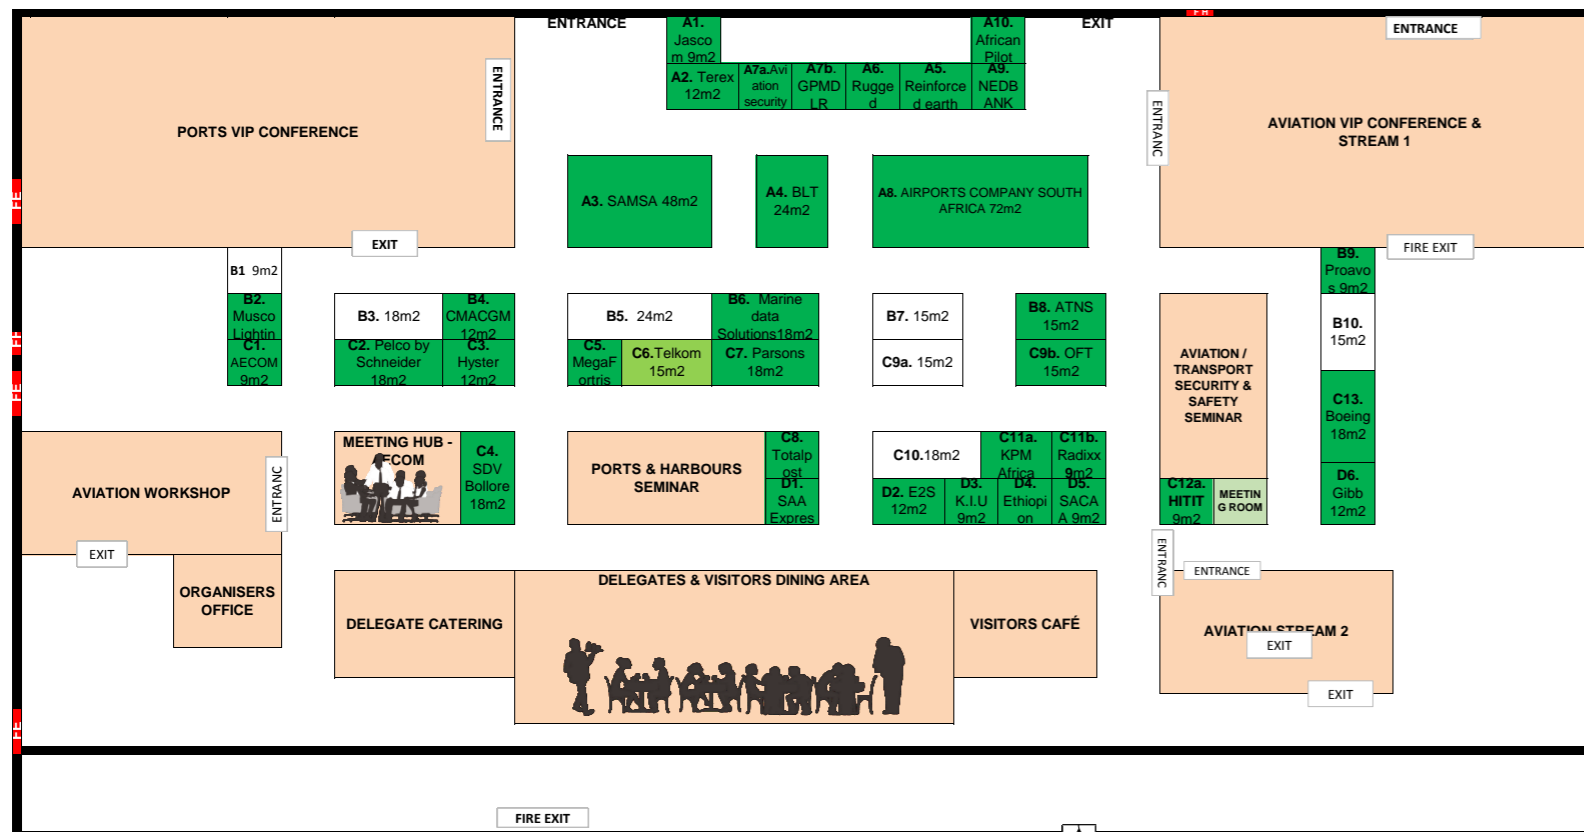 FH
ENTRANCE
EXIT
ENTRANCE
A1.
Jasco
m 9m2
A10.
African
Pilot
A2. Terex
12m2
A7a.Avi
ation
security
A7b.
GPMD
LR
A6.
Rugge
d
A5.
Reinforce
d earth
A9.
NEDB
ANK
ENTRANCE
PORTS VIP CONFERENCE
ENTRANC
AVIATION VIP CONFERENCE &
STREAM 1
FE
A3. SAMSA 48m2
A4. BLT
24m2
A8. AIRPORTS COMPANY SOUTH
AFRICA 72m2
EXIT
FIRE EXIT
B1 9m2
B9.
Proavo
s 9m2
B2.
Musco
Lightin
B3. 18m2
B4.
CMACGM
12m2
B5. 24m2
B6. Marine
data
Solutions18m2
B7. 15m2
B8. ATNS
15m2
B10.
15m2
C1.
AECOM
9m2
C2. Pelco by
Schneider
18m2
C3.
Hyster
12m2
C5.
MegaF
ortris
C6.Telkom
15m2
C7. Parsons
18m2
C9a. 15m2
C9b. OFT
15m2
AVIATION /
TRANSPORT
SECURITY &
SAFETY
SEMINAR
FE
C13.
Boeing
18m2
AVIATION WORKSHOP
ENTRANC
MEETING HUB -
ECOM
C4.
SDV
Bollore
18m2
PORTS & HARBOURS
SEMINAR
C8.
Totalp
ost
C10.18m2
C11a.
KPM
Africa
C11b.
Radixx
9m2
D1.
SAA
Expres
D2. E2S
12m2
D3.
K.I.U
9m2
D4.
Ethiopi
on
D5.
SACA
A 9m2
C12a.
HITIT
9m2
MEETIN
G ROOM
D6.
Gibb
12m2
EXIT
ENTRANC
ENTRANCE
ORGANISERS
OFFICE
DELEGATE CATERING
DELEGATES & VISITORS DINING AREA
VISITORS CAFÉ
AVIATION STREAM 2
EXIT
EXIT
FE
FIRE EXIT